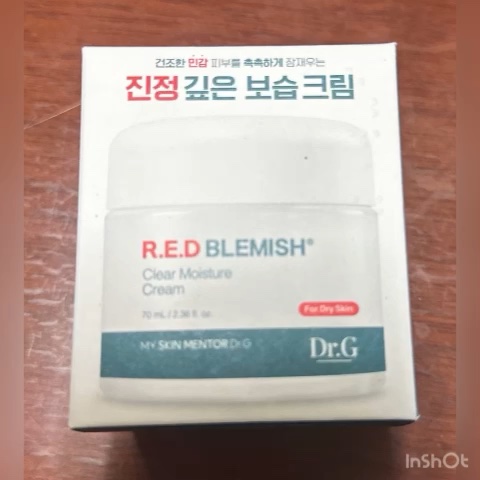 건조한 민감 피부를 촉촉하게 잠재우는
진정 깊은 보습 크림
R.E.D BLEMISH®
Clear Moisture
Cream
70 mL / 2.36 fl. oz.
For Dry Skin
MY SKIN MENTOR Dr.G
Dr.G
InShOt